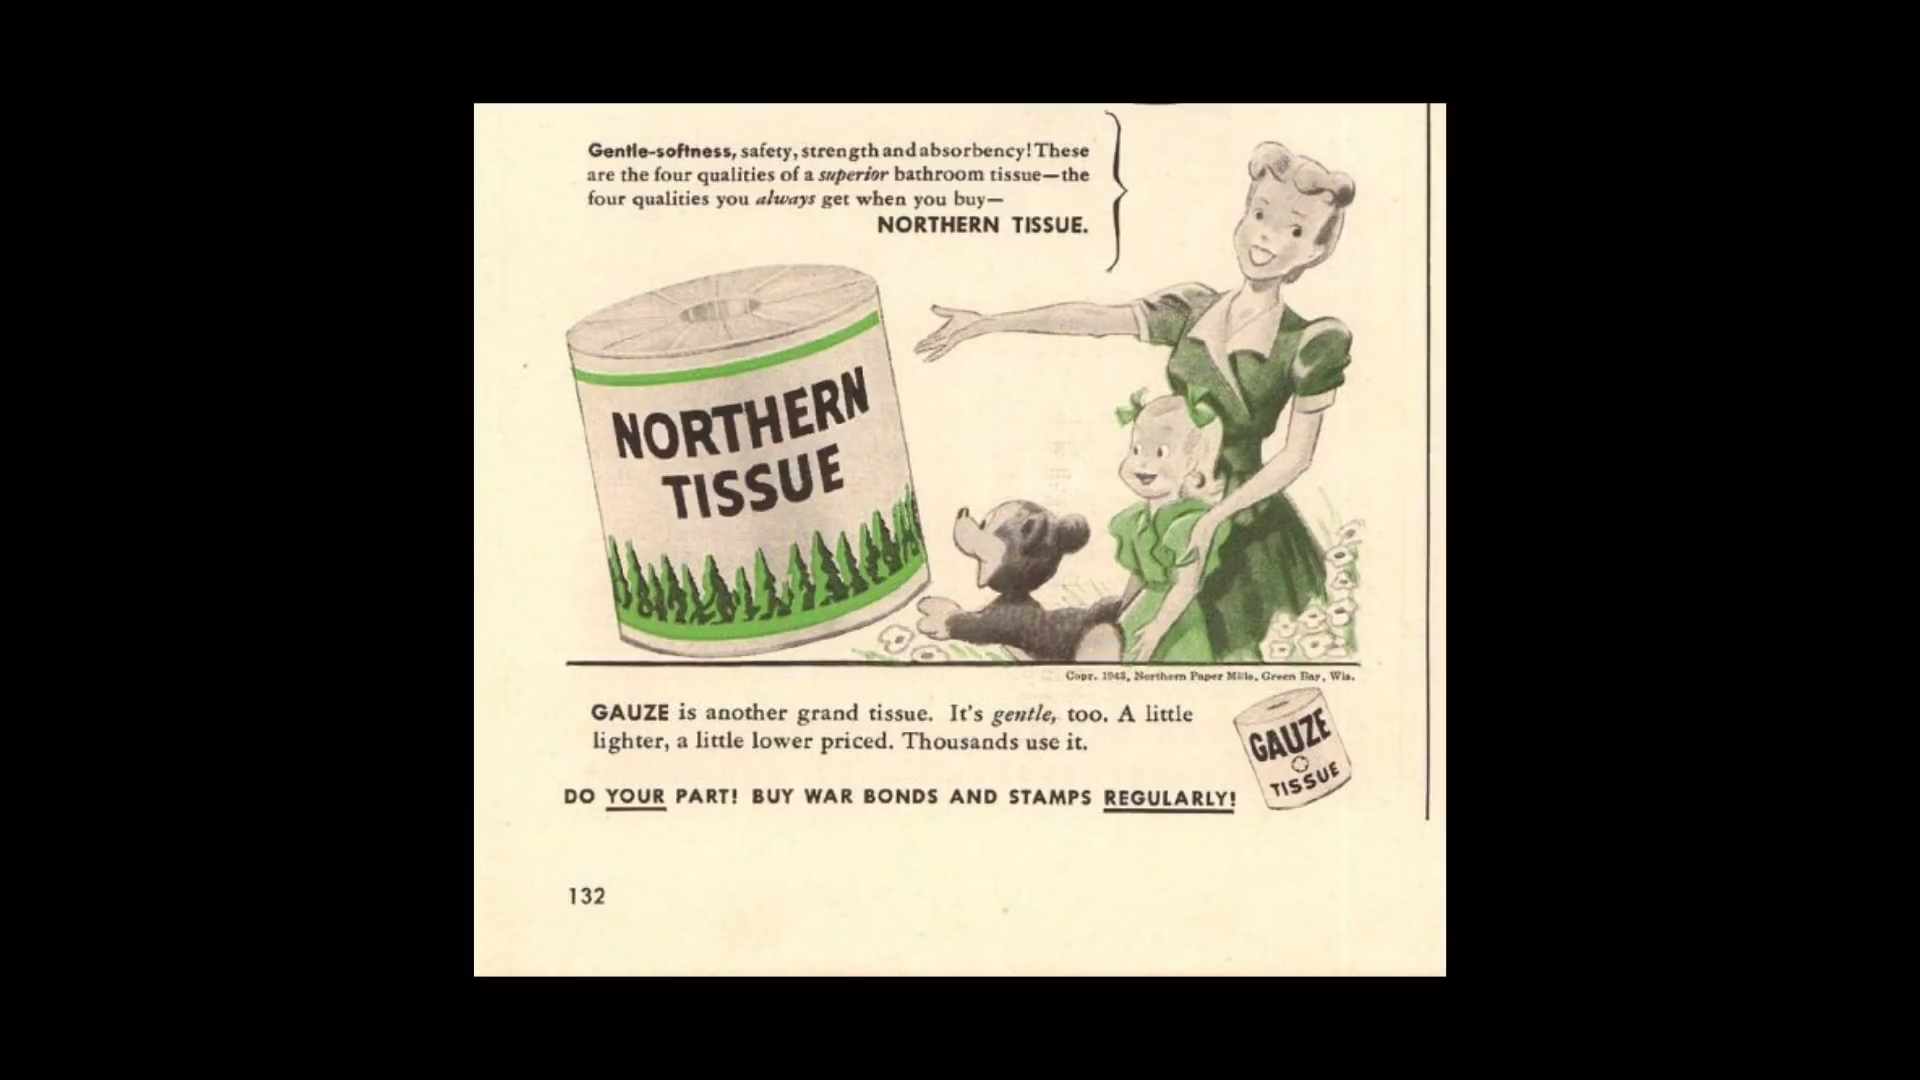 Gentle-softness, safety, strength and absorbency! These
are the four qualities of a superior bathroom tissue—the
four qualities you always get when you buy—
NORTHERN TISSUE.
NORTHERN
TISSUE
Copr. 1943, Northern Paper Mills, Green Bay, Wis.
GAUZE is another grand tissue. It's gentle, too. A little
lighter, a little lower priced. Thousands use it.
GAUZE
TISSUE
DO YOUR PART! BUY WAR BONDS AND STAMPS REGULARLY!
132